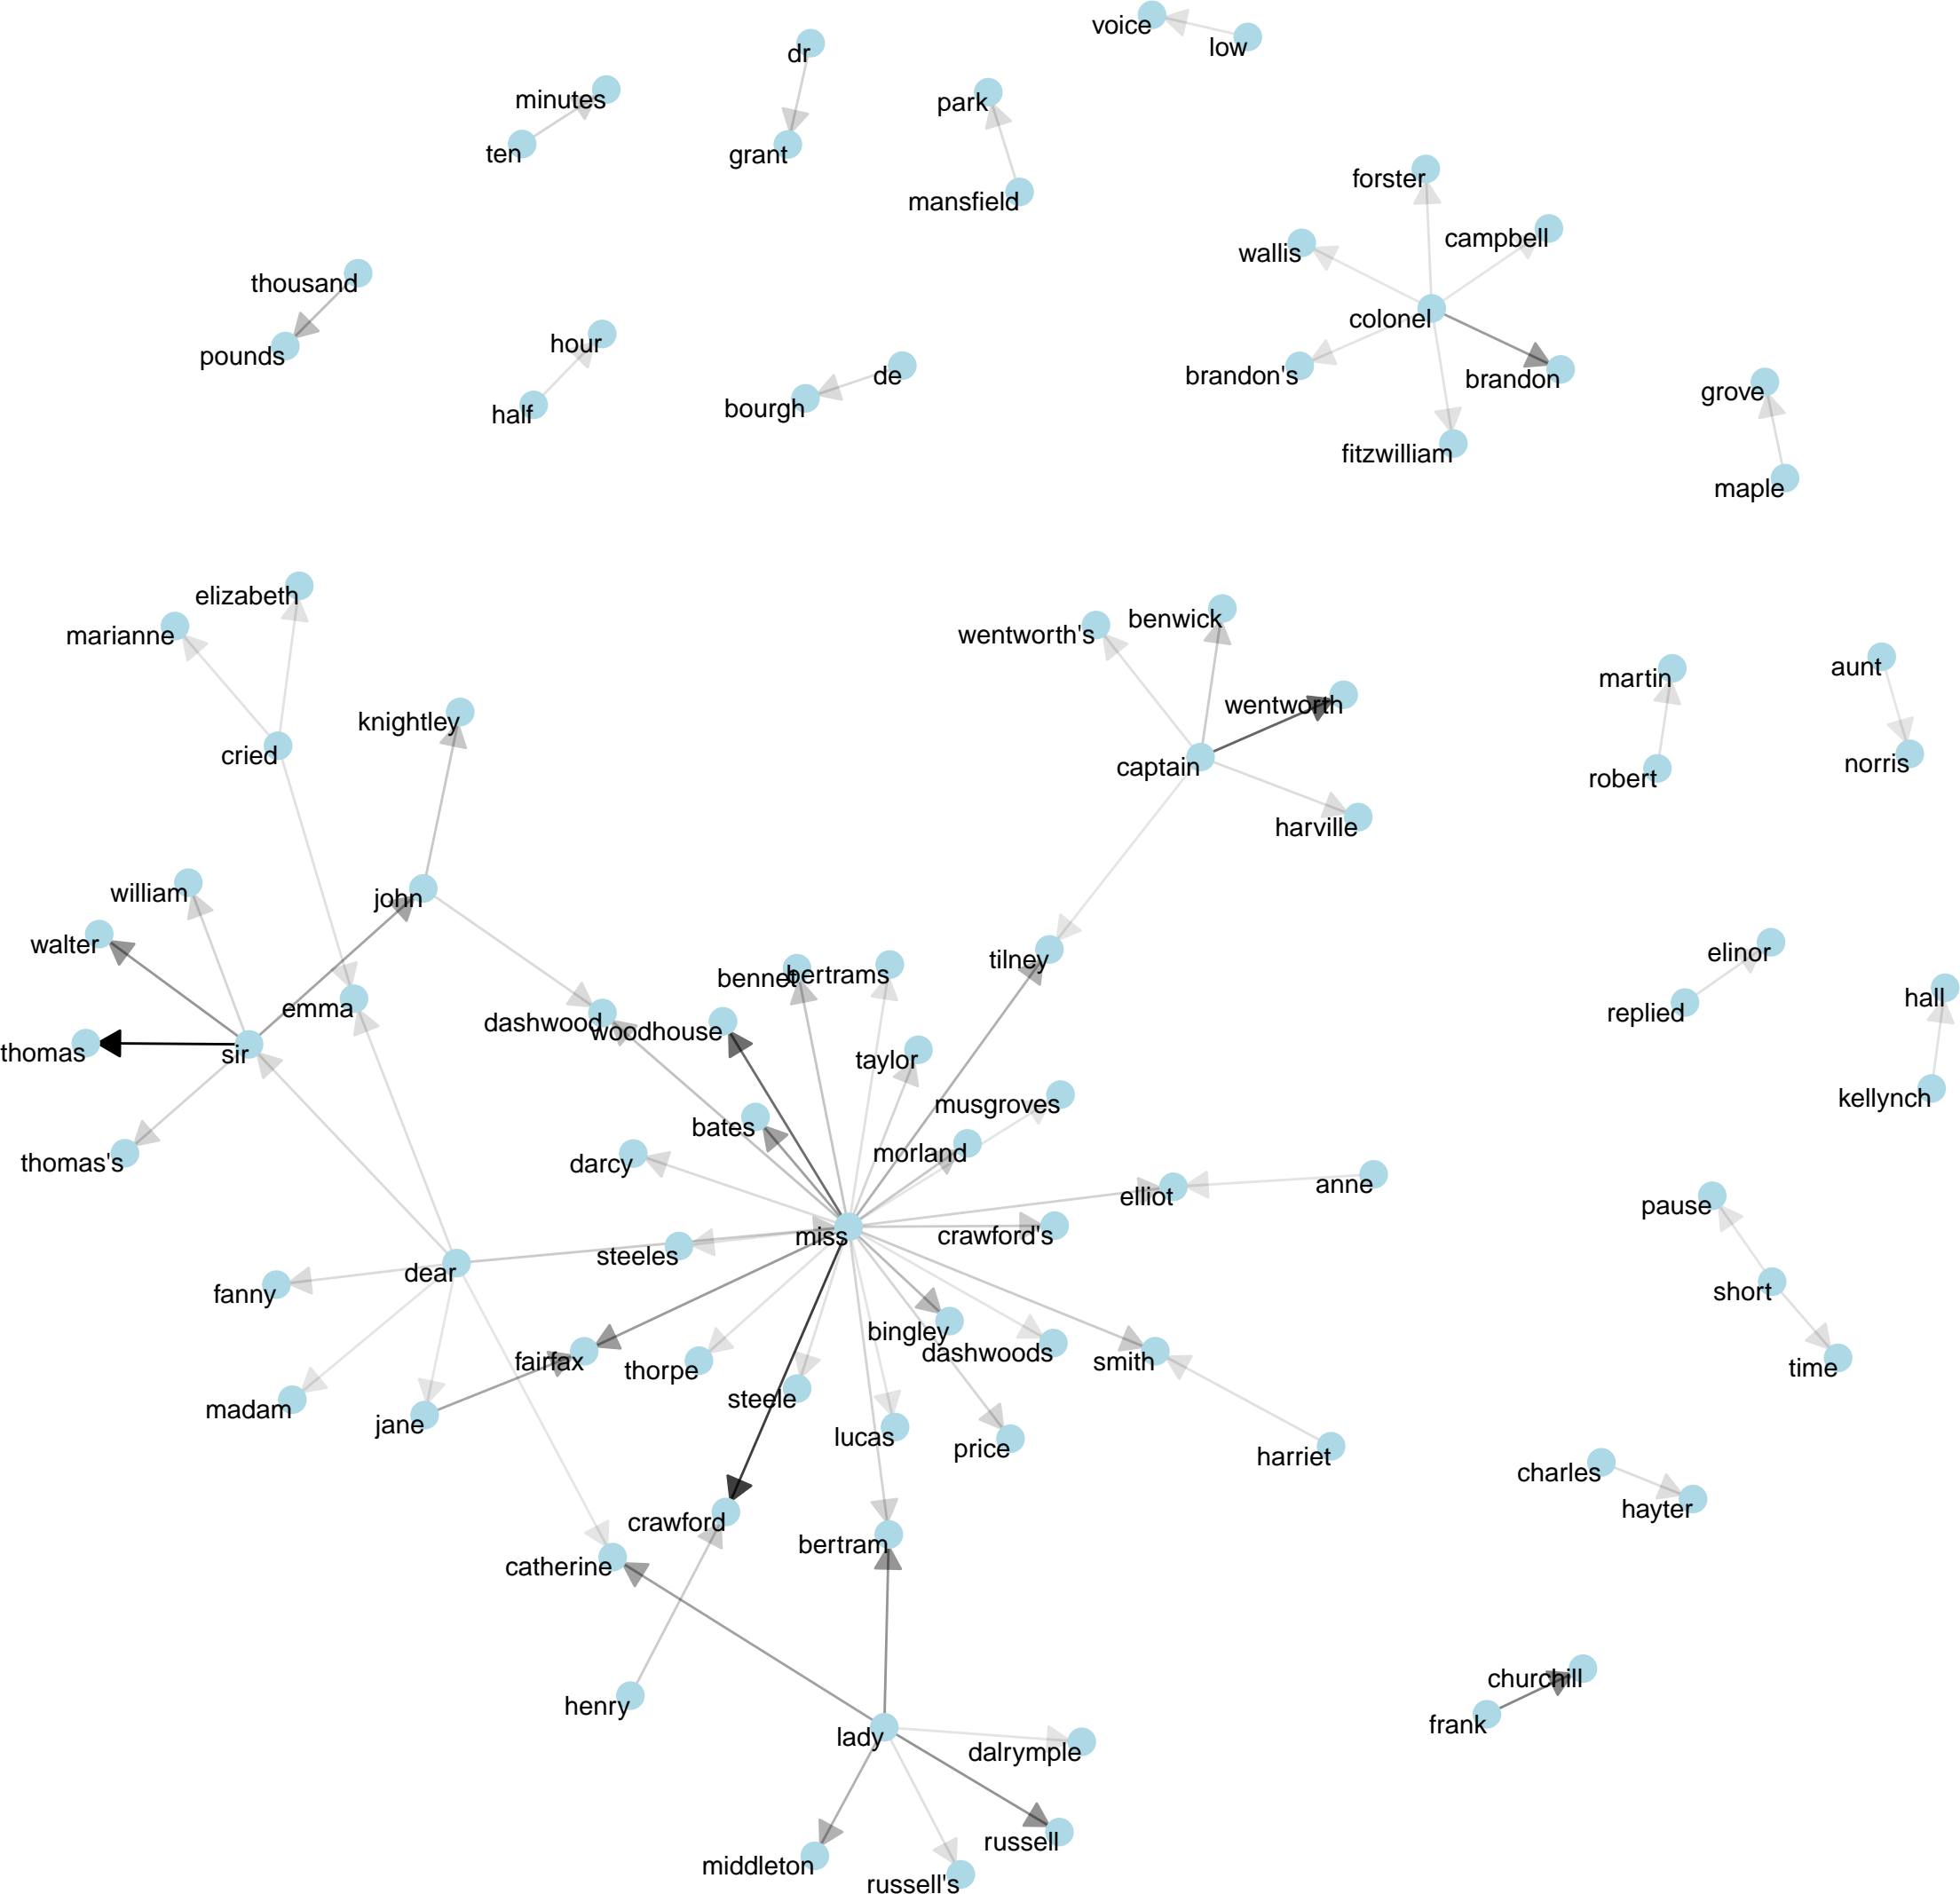 voice
low
dr
minutes
park
ten
grant
forster
mansfield
campbell
wallis
thousand
colonel
hour
pounds
de
brandon's
brandon
grove
bourgh
half
fitzwilliam
maple
elizabeth
benwick
marianne
wentworth's
aunt
martin
wentworth
knightley
cried
captain
norris
robert
harville
william
john
walter
elinor
tilney
bennet
bertrams
hall
emma
replied
dashwood
woodhouse
thomas
sir
taylor
kellynch
musgroves
bates
morland
thomas's
darcy
anne
elliot
pause
miss
crawford's
steeles
dear
short
fanny
bingley
dashwoods
fairfax
smith
time
thorpe
steele
madam
jane
lucas
price
harriet
charles
hayter
crawford
bertram
catherine
churchill
henry
frank
lady
dalrymple
russell
middleton
russell's